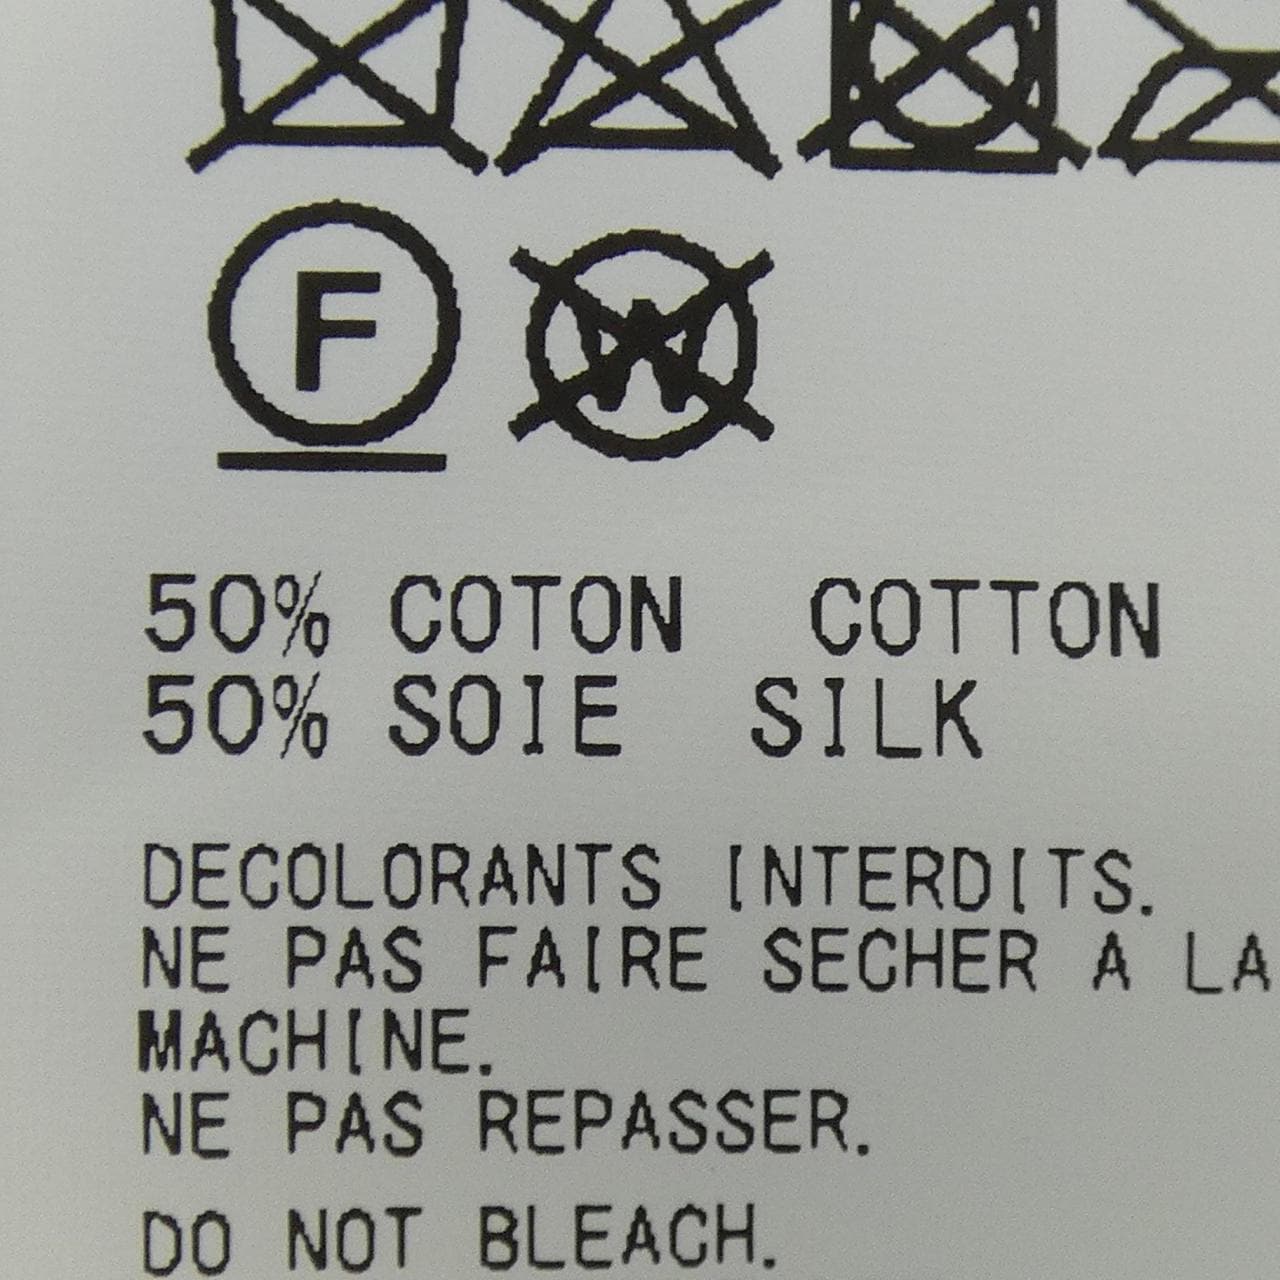 F
W
50% COTON COTTON
50% SOIE SILK
DECOLORANTS INTERDITS.
NE PAS FAIRE SECHER A LA
MACHINE.
NE PAS REPASSER.
DO NOT BLEACH.